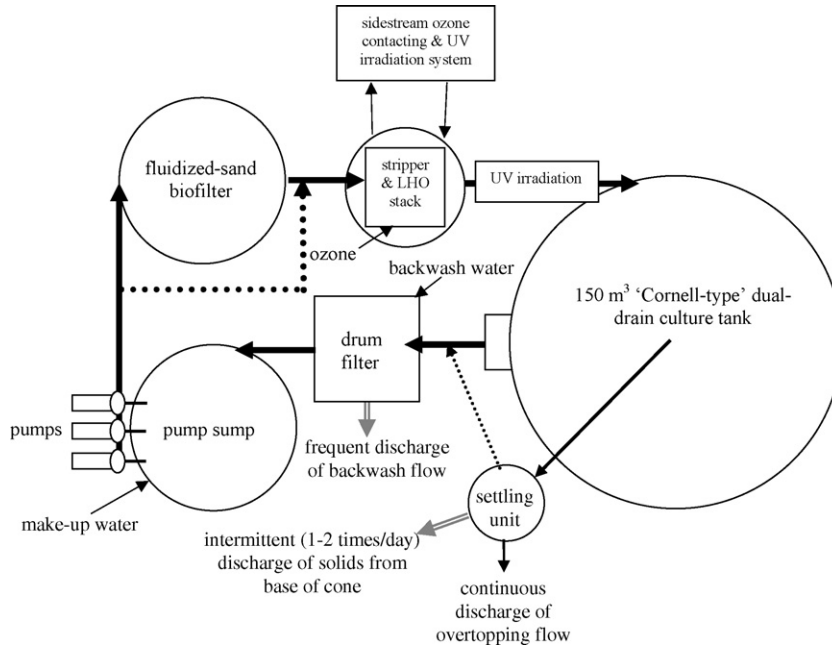 sidestream ozone
contacting & UV
irradiation system
fluidized-sand
biofilter
stripper
& LHO
stack
UV irradiation
ozone
backwash water
150 m³ ‘Cornell-type’ dual-
drain culture tank
drum
filter
pumps
pump sump
frequent discharge
of backwash flow
settling
unit
make-up water
intermittent (1-2 times/day)
discharge of solids from
base of cone
continuous
discharge of
overtopping flow